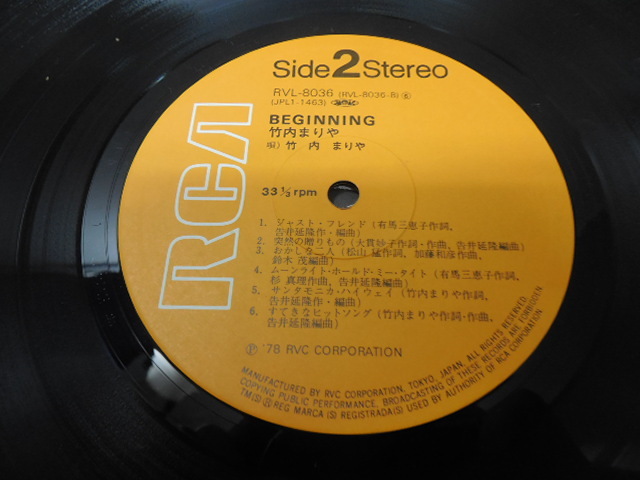 Side 2 Stereo
RVL-8036 (RVL-8036-B)
(JPL1-1463)
BEGINNING
竹内まりや
唄) 竹内まりや
RCA
33 1/3 rpm
1. ジャスト・フレンド (有馬三恵子作詞、
告井延隆作・編曲)
2. 突然の贈りもの (大貫妙子作詞・作曲、告井延隆編曲)
3. おかしな二人 (松山 猛作詞、加藤和彦作曲、
鈴木 茂編曲)
4. ムーンライト・ホールド・ミー・タイト (有馬三恵子作詞、
杉 真理作曲、告井延隆編曲)
5. サンタモニカ・ハイウェイ (竹内まりや作詞、
告井延隆作・編曲)
6. すてきなヒットソング (竹内まりや作詞・作曲、
告井延隆編曲)
Ⓟ '78 RVC CORPORATION
MANUFACTURED BY RVC CORPORATION, TOKYO, JAPAN. ALL RIGHTS RESERVED.
COPYING PUBLIC PERFORMANCE, BROADCASTING OF THESE RECORDS ARE FORBIDDEN
TM(S) ® REG MARCA (S) REGISTRADA(S) USED BY AUTHORITY OF RCA CORPORATION